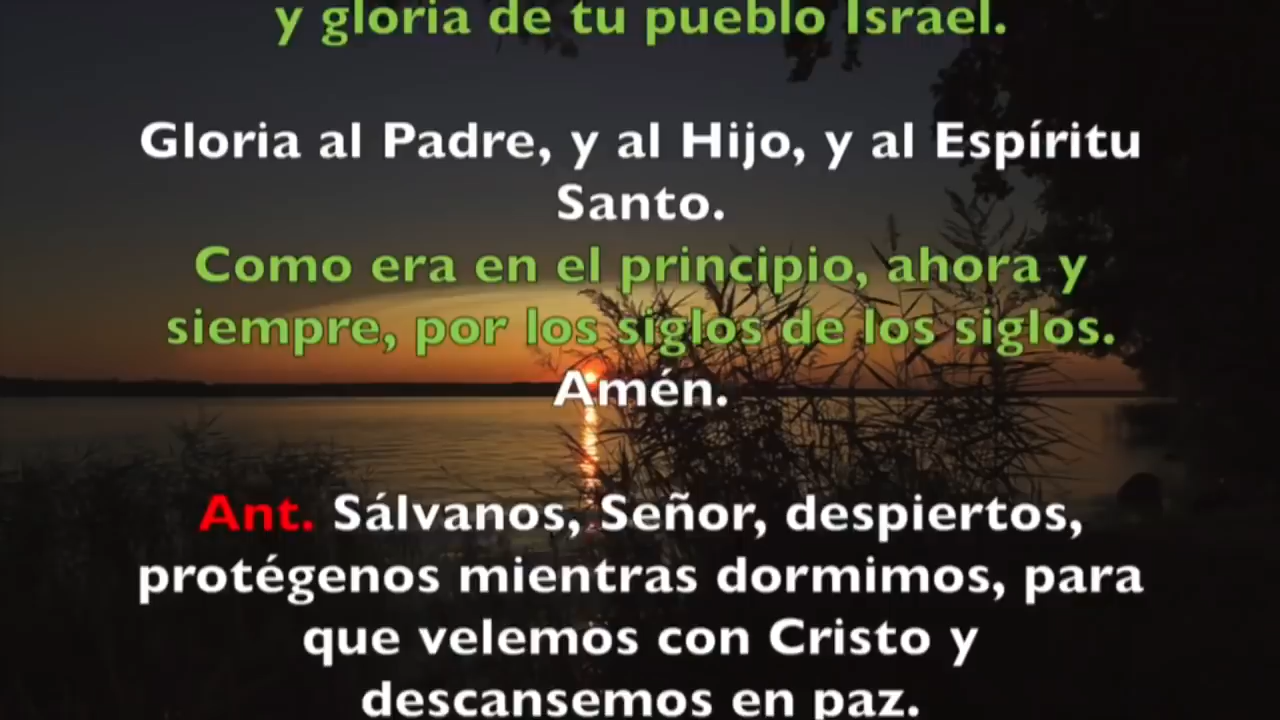 y gloria de tu pueblo Israel.
Gloria al Padre, y al Hijo, y al Espíritu
Santo.
Como era en el principio, ahora y
siempre, por los siglos de los siglos.
Amén.
Ant. Sálvanos, Señor, despiertos,
protégenos mientras dormimos, para
que velemos con Cristo y
descansemos en paz.